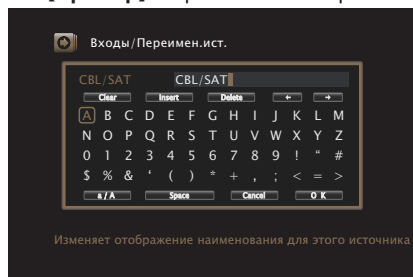 Входы/Переимен.ист.
CBL/SAT CBL/SAT
Clear Insert Delete ← →
A B C D E F G H I J K L M
N O P Q R S T U V W X Y Z
0 1 2 3 4 5 6 7 8 9 ! “ #
$ % & ‘ ( ) * + , ; < = >
a / A Space Cancel O K
Изменяет отображение наименования для этого источника